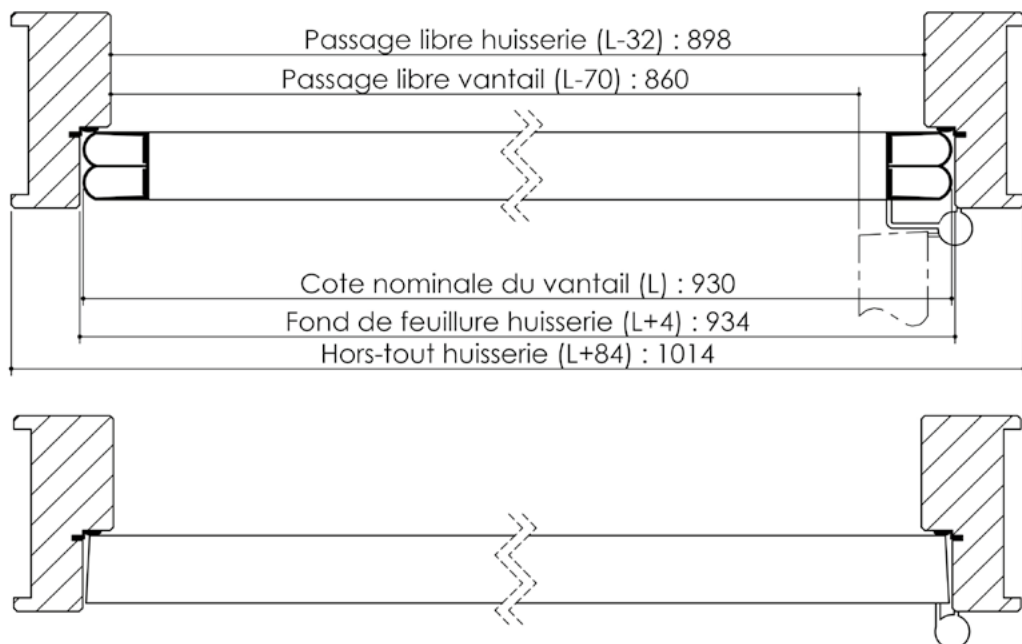 Passage libre huisserie (L-32) : 898
Passage libre vantail (L-70) : 860
Cote nominale du vantail (L) : 930
Fond de feuillure huisserie (L+4) : 934
Hors-tout huisserie (L+84) : 1014